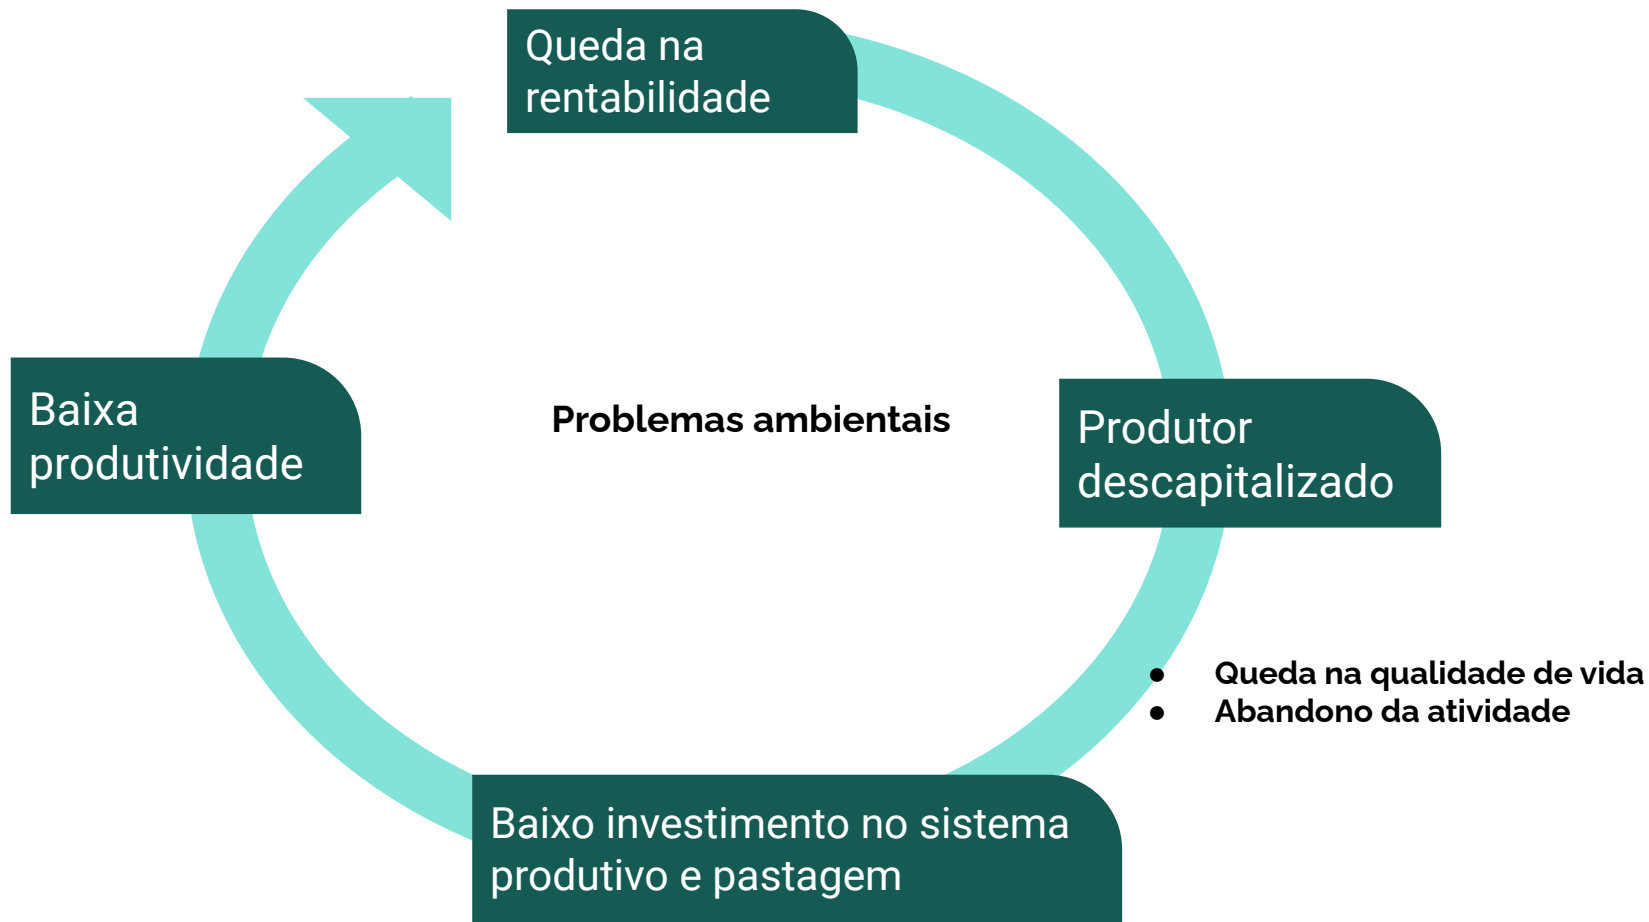 Queda na
rentabilidade
Baixa
produtividade
Problemas ambientais
Produtor
descapitalizado
● Queda na qualidade de vida
● Abandono da atividade
Baixo investimento no sistema
produtivo e pastagem